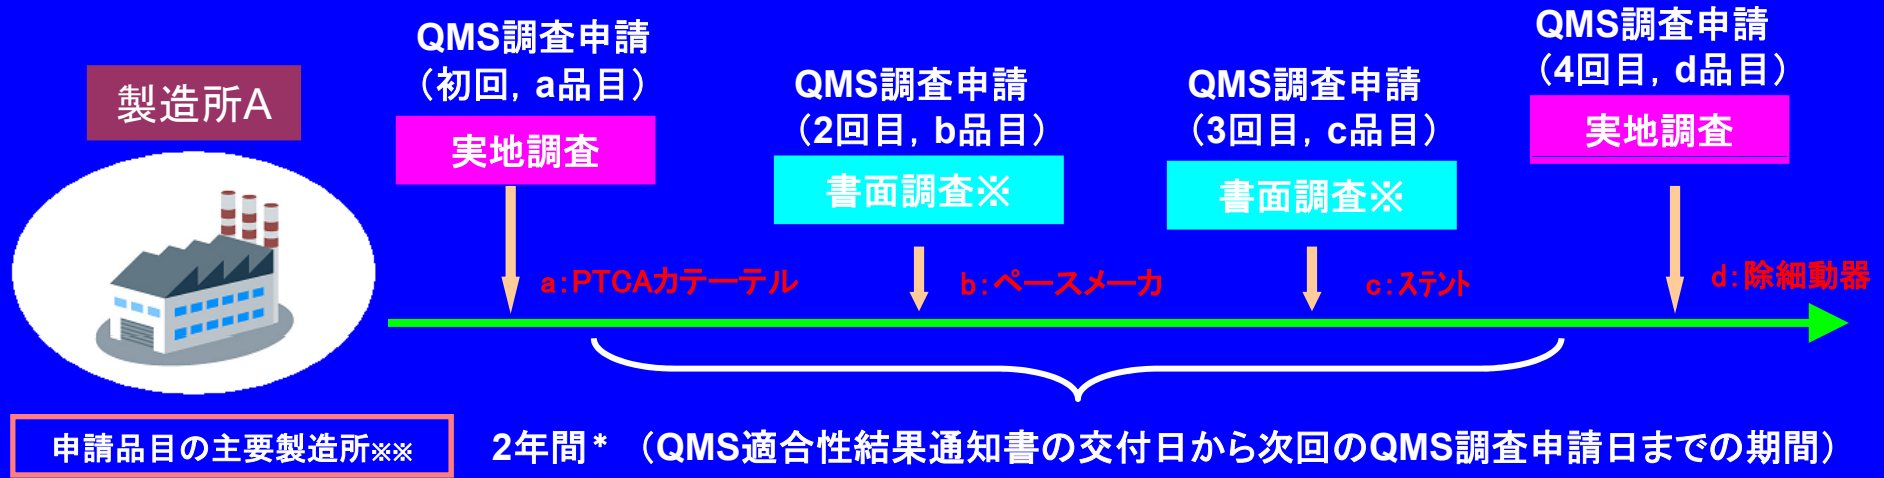 製造所A
QMS調査申請
（初回，a品目）
実地調査
QMS調査申請
（2回目，b品目）
書面調査※
QMS調査申請
（3回目，c品目）
書面調査※
QMS調査申請
（4回目，d品目）
実地調査
a：PTCAカテーテル
b：ペースメーカ
c：ステント
d：除細動器
申請品目の主要製造所※※
2年間* （QMS適合性結果通知書の交付日から次回のQMS調査申請日までの期間）